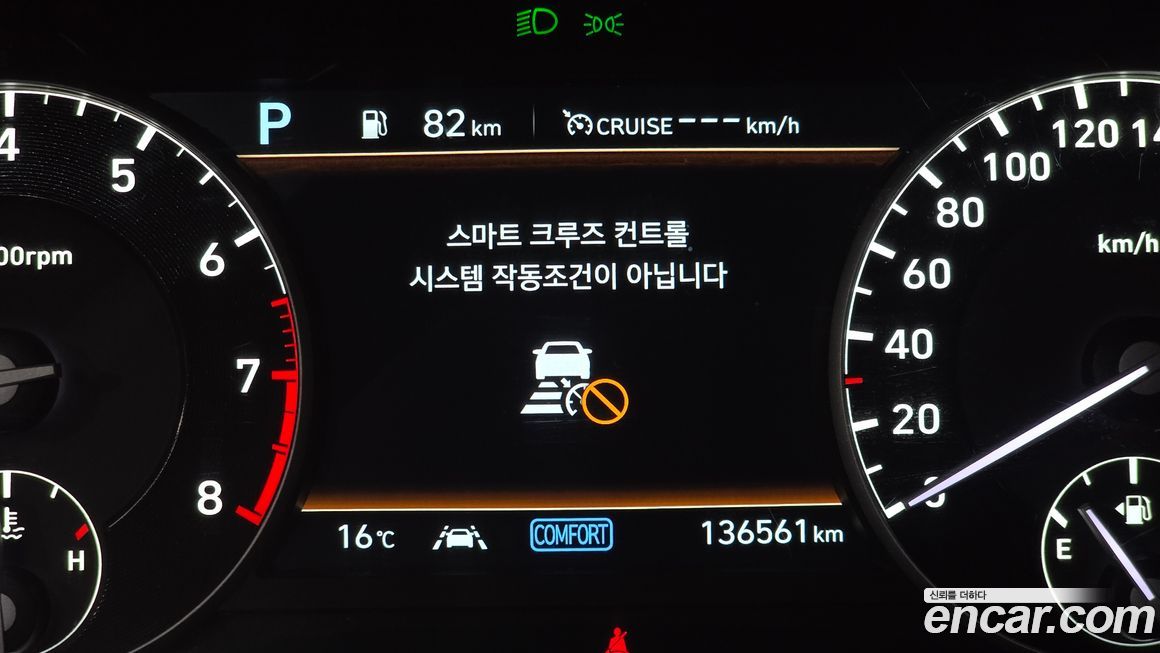 P 82 km CRUISE --- km/h
스마트 크루즈 컨트롤
시스템 작동조건이 아닙니다
16℃ COMFORT 136561 km
4
5
6
7
8
00rpm
H
120
100
80
60
40
20
0
km/h
E
신뢰를 더하다
encar.com